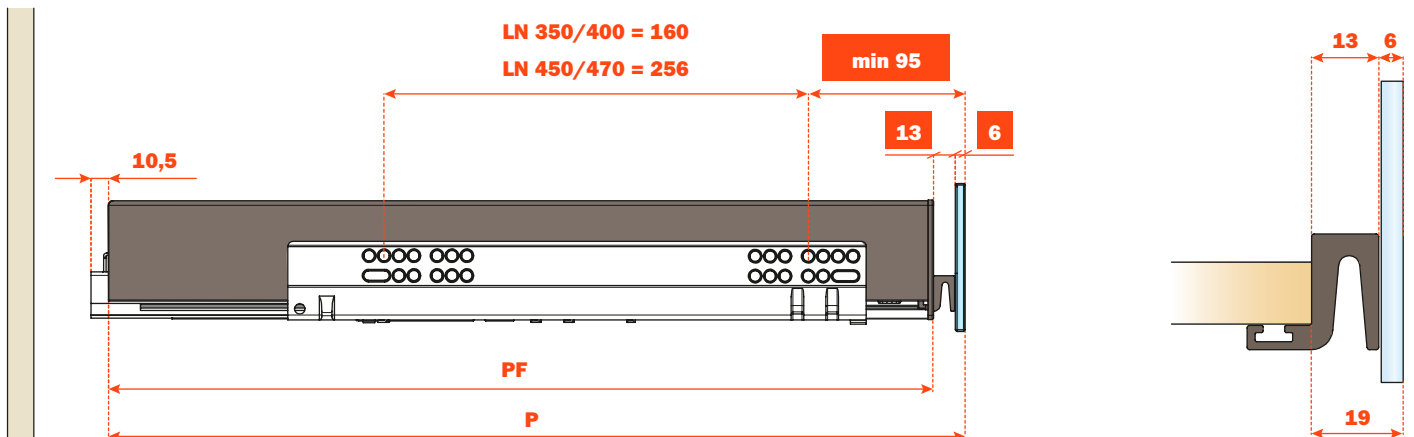 LN 350/400 = 160
LN 450/470 = 256
min 95
13
6
10,5
PF
P
13
6
19